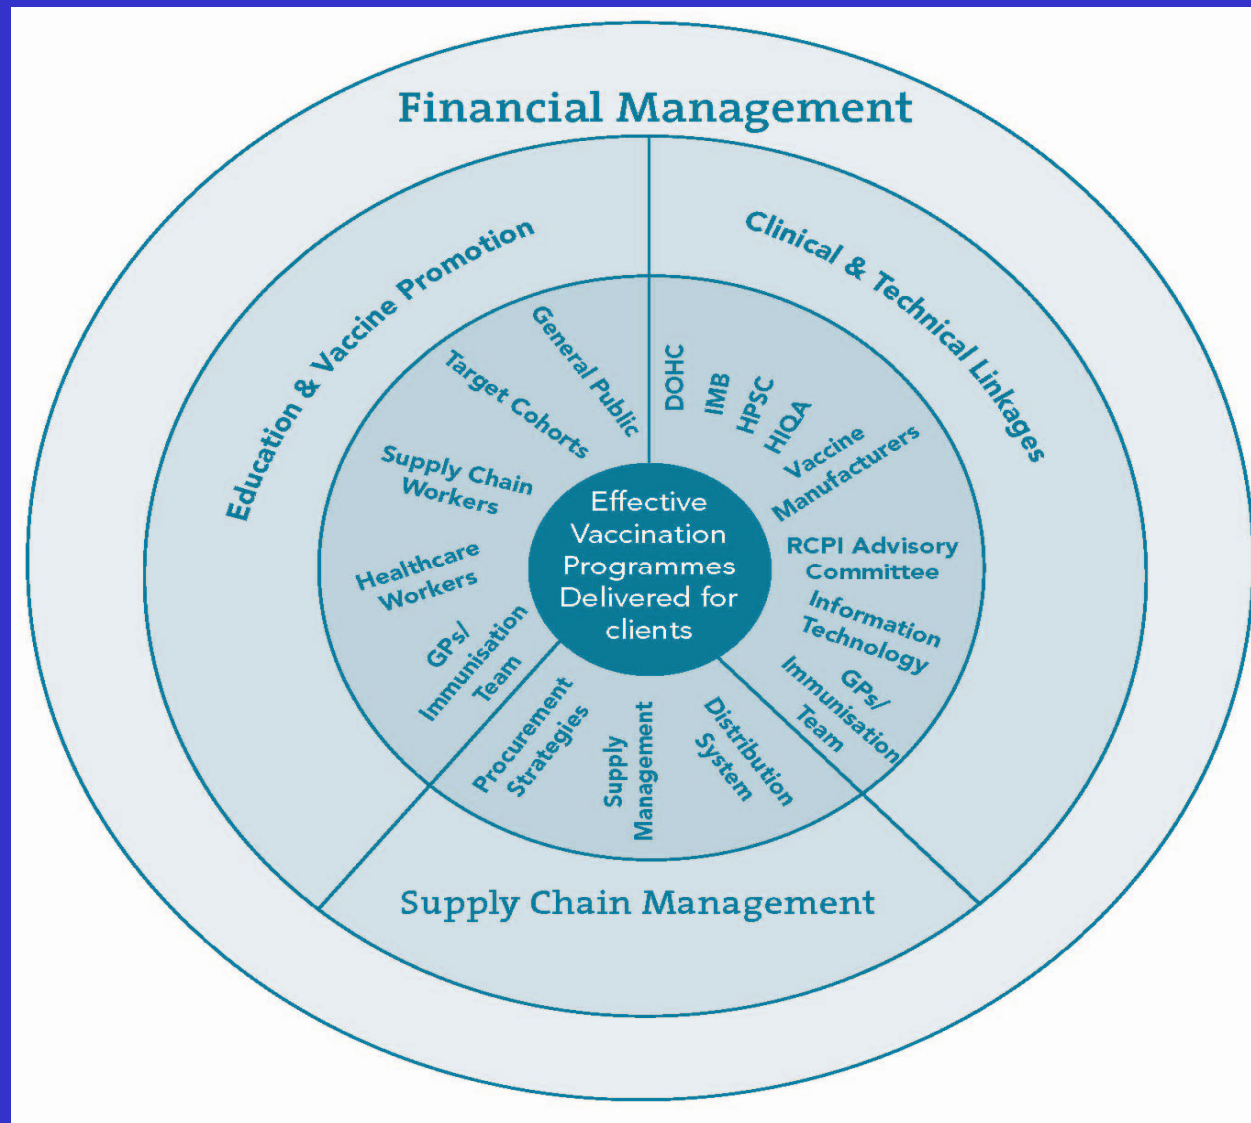 Financial Management
Education & Vaccine Promotion
Clinical & Technical Linkages
General Public
Target Cohorts
Supply Chain
Workers
Healthcare
Workers
GPs/
Immunisation
Team
DOHC
IMB
HPSC
HIQA
Vaccine
Manufacturers
RCPI Advisory
Committee
Information
Technology
GPs/
Immunisation
Team
Effective
Vaccination
Programmes
Delivered for
clients
Procurement
Strategies
Supply
Management
Distribution
System
Supply Chain Management